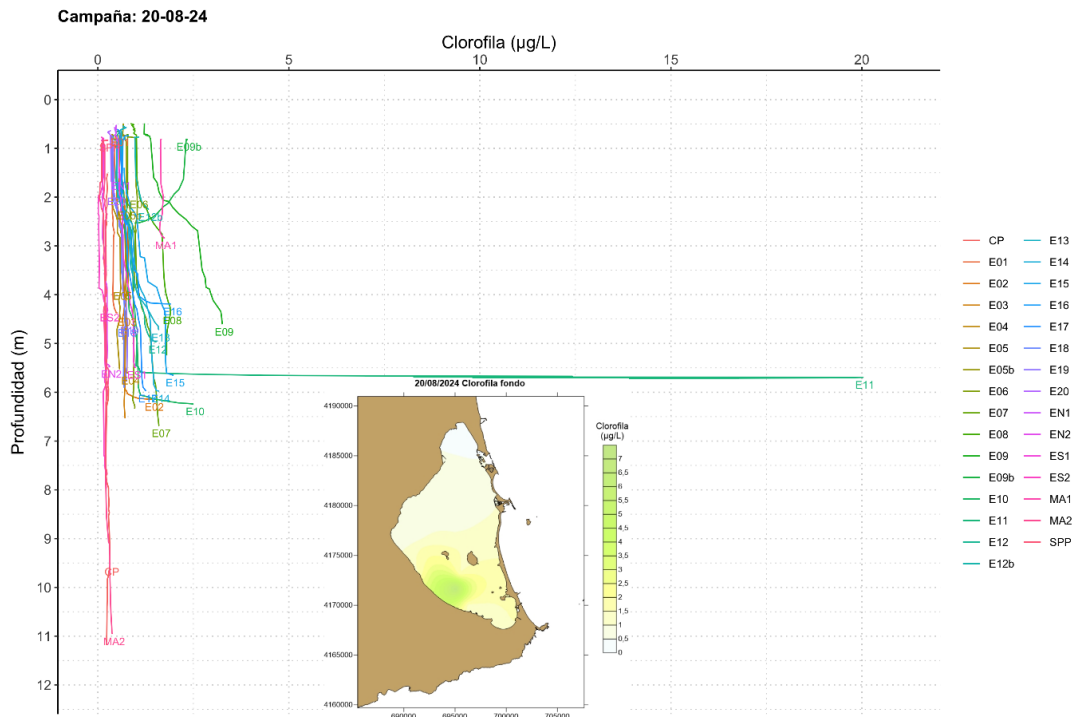 Campaña: 20-08-24
Clorofila (µg/L)
0 5 10 15 20
Profundidad (m)
0
1
2
3
4
5
6
7
8
9
10
11
12
E09b
E12b
MA1
E16
E08
E09
E13
E12
ES2
EN2
ES1
E15
E11
E14
E02
E10
E07
CP
MA2
20/08/2024 Clorofila fondo
4190000
4185000
4180000
4175000
4170000
4165000
4160000
690000 695000 700000 705000
Clorofila
(µg/L)
7
6,5
6
5,5
5
4,5
4
3,5
3
2,5
2
1,5
1
0,5
0
CP
E01
E02
E03
E04
E05
E05b
E06
E07
E08
E09
E09b
E10
E11
E12
E12b
E13
E14
E15
E16
E17
E18
E19
E20
EN1
EN2
ES1
ES2
MA1
MA2
SPP